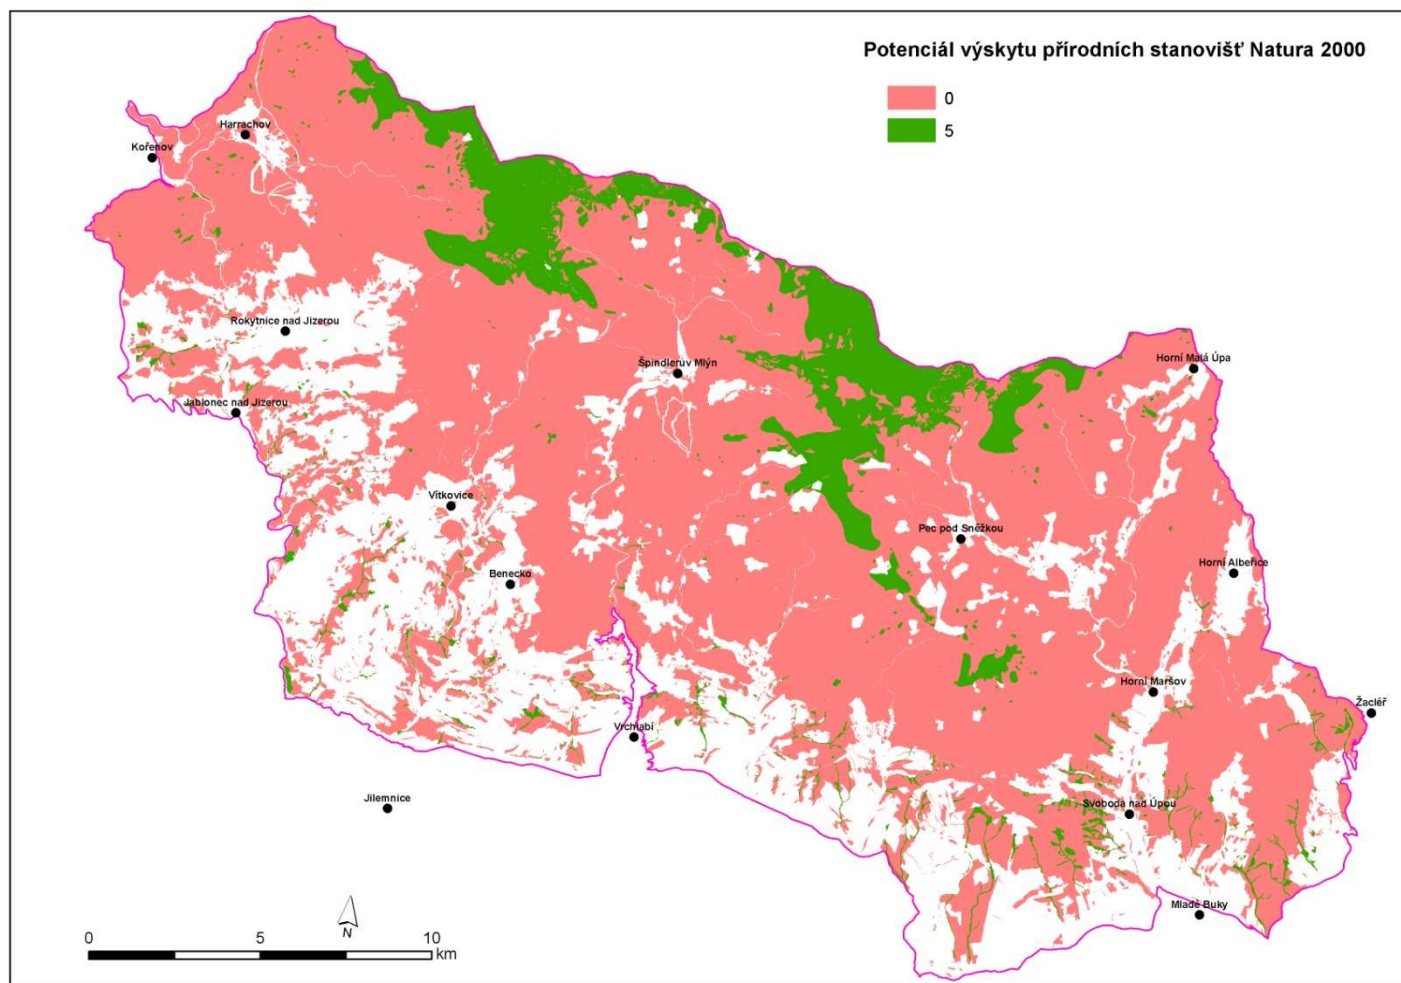 Potenciál výskytu přírodních stanovišť Natura 2000
0
5
Harrachov
Kořenov
Rokytnice nad Jizerou
Horní Malá Úpa
Špindlerův Mlýn
Jablonec nad Jizerou
Vítkovice
Pec pod Sněžkou
Horní Albeřice
Benecko
Horní Maršov
Žacléř
Vrchlabí
Jilemnice
Svoboda nad Úpou
Mladé Buky
N
0 5 10
km